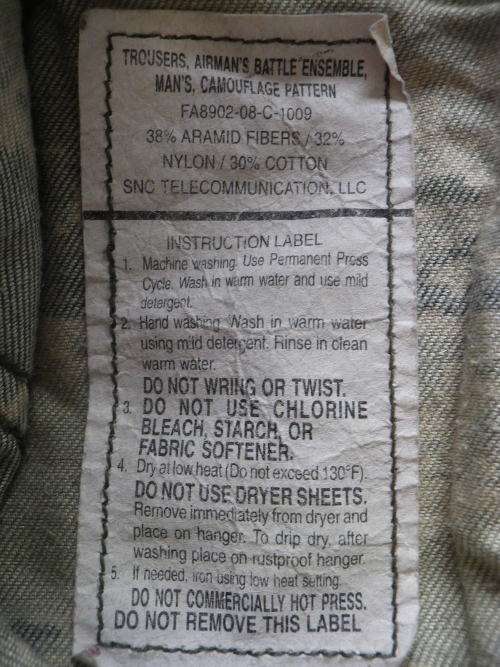 TROUSERS, AIRMAN'S BATTLE ENSEMBLE,
MAN'S, CAMOUFLAGE PATTERN
FA8902-08-C-1009
38% ARAMID FIBERS / 32%
NYLON / 30% COTTON
SNC TELECOMMUNICATION, LLC
INSTRUCTION LABEL
1. Machine washing. Use Permanent Press
Cycle. Wash in warm water and use mild
detergent.
2. Hand washing. Wash in warm water
using mild detergent. Rinse in clean
warm water.
DO NOT WRING OR TWIST.
3. DO NOT USE CHLORINE
BLEACH, STARCH, OR
FABRIC SOFTENER.
4. Dry at low heat (Do not exceed 130°F).
DO NOT USE DRYER SHEETS.
Remove immediately from dryer and
place on hanger. To drip dry, after
washing place on rustproof hanger.
5. If needed, iron using low heat setting.
DO NOT COMMERCIALLY HOT PRESS.
DO NOT REMOVE THIS LABEL